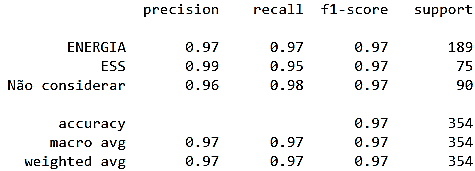 precision recall f1-score support
ENERGIA 0.97 0.97 0.97 189
ESS 0.99 0.95 0.97 75
Não considerar 0.96 0.98 0.97 90
accuracy 0.97 354
macro avg 0.97 0.97 0.97 354
weighted avg 0.97 0.97 0.97 354